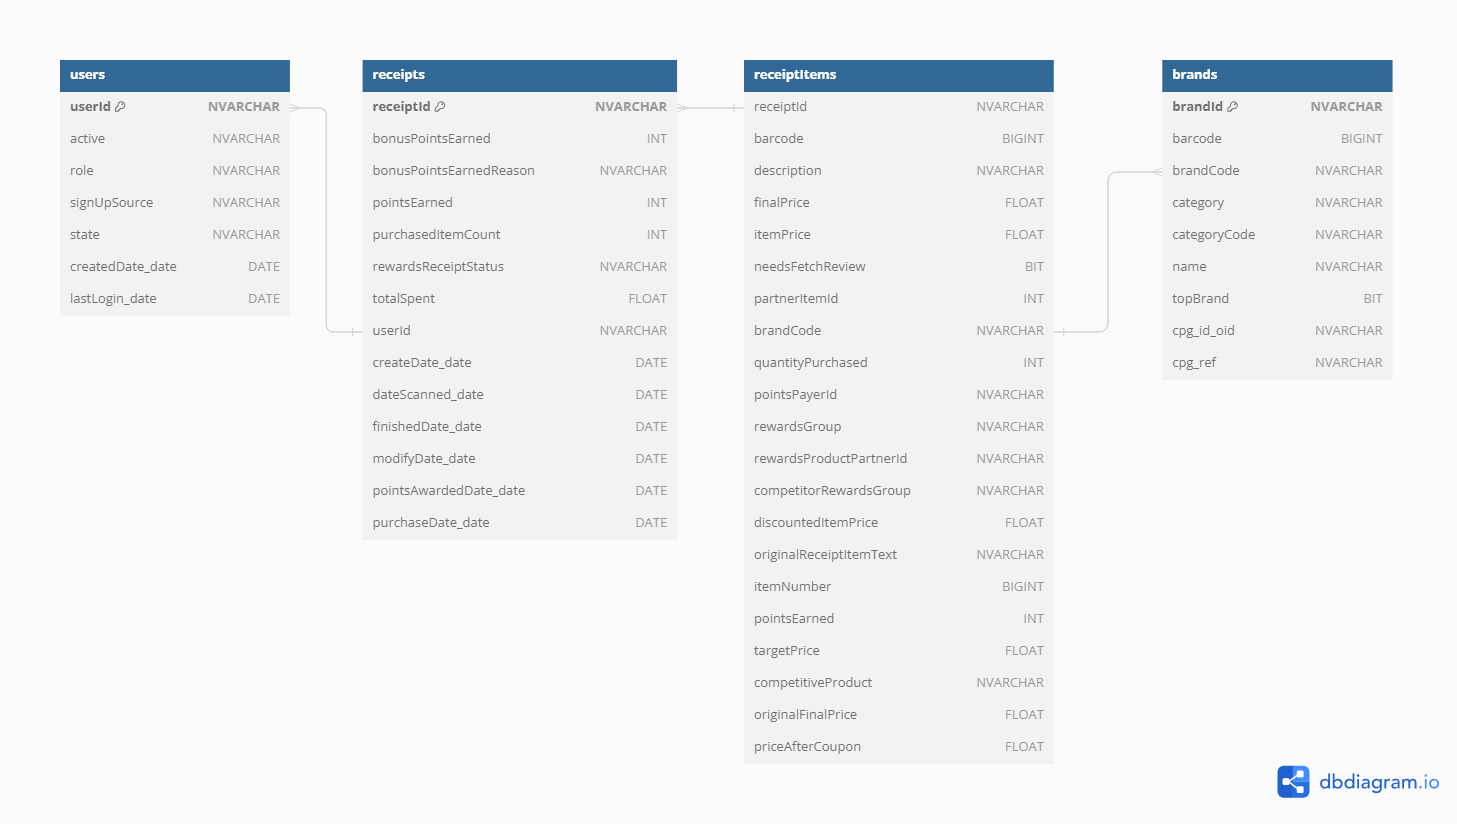 users
userId NVARCHAR
active NVARCHAR
role NVARCHAR
signUpSource NVARCHAR
state NVARCHAR
createdDate_date DATE
lastLogin_date DATE
receipts
receiptId NVARCHAR
bonusPointsEarned INT
bonusPointsEarnedReason NVARCHAR
pointsEarned INT
purchasedItemCount INT
rewardsReceiptStatus NVARCHAR
totalSpent FLOAT
userId NVARCHAR
createDate_date DATE
dateScanned_date DATE
finishedDate_date DATE
modifyDate_date DATE
pointsAwardedDate_date DATE
purchaseDate_date DATE
receiptItems
receiptId NVARCHAR
barcode BIGINT
description NVARCHAR
finalPrice FLOAT
itemPrice FLOAT
needsFetchReview BIT
partnerItemId INT
brandCode NVARCHAR
quantityPurchased INT
pointsPayerId NVARCHAR
rewardsGroup NVARCHAR
rewardsProductPartnerId NVARCHAR
competitorRewardsGroup NVARCHAR
discountedItemPrice FLOAT
originalReceiptItemText NVARCHAR
itemNumber BIGINT
pointsEarned INT
targetPrice FLOAT
competitiveProduct NVARCHAR
originalFinalPrice FLOAT
priceAfterCoupon FLOAT
brands
brandId NVARCHAR
barcode BIGINT
brandCode NVARCHAR
category NVARCHAR
categoryCode NVARCHAR
name NVARCHAR
topBrand BIT
cpg_id_oid NVARCHAR
cpg_ref NVARCHAR
dbdiagram.io